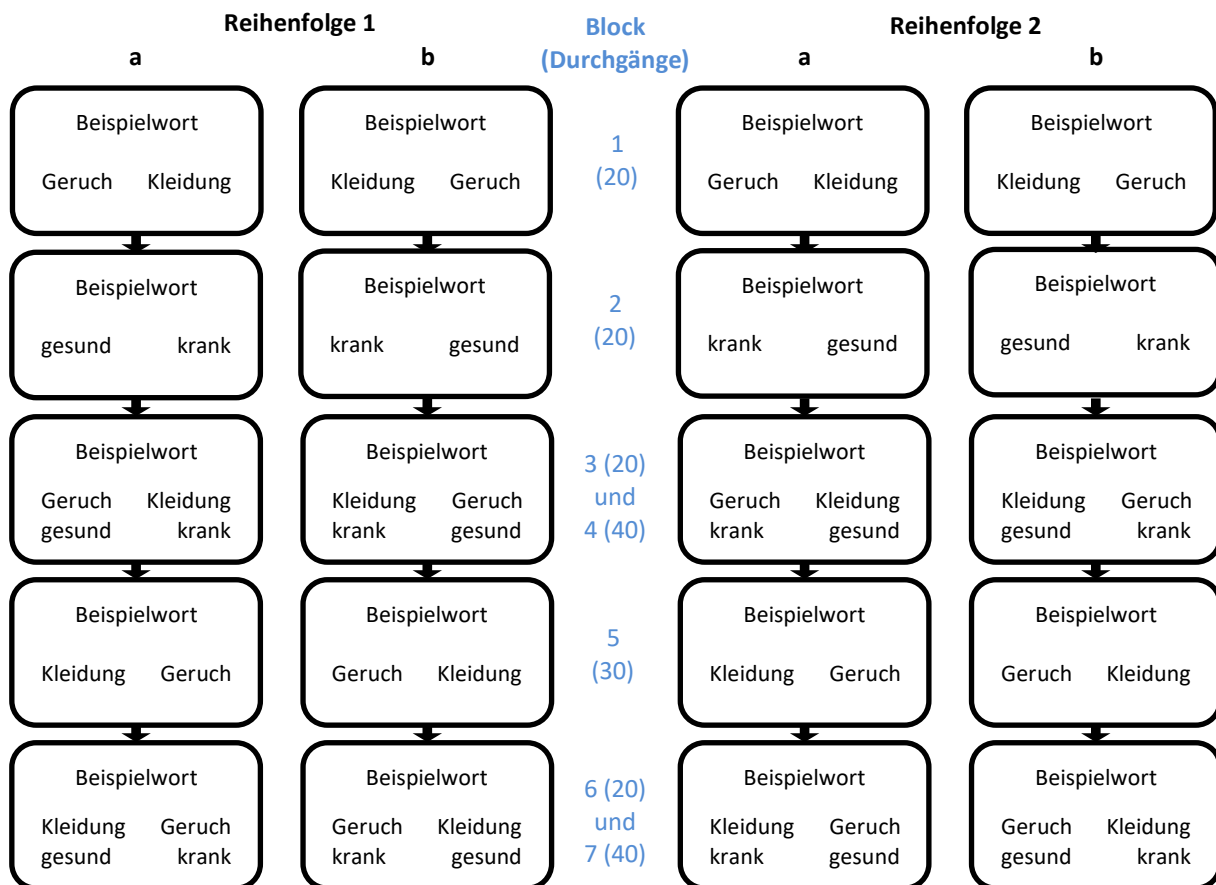 Reihenfolge 1 Block Reihenfolge 2
a b (Durchgänge) a b
Beispielwort Beispielwort Beispielwort Beispielwort
1
Geruch Kleidung Kleidung Geruch (20) Geruch Kleidung Kleidung Geruch
Beispielwort Beispielwort Beispielwort Beispielwort
2
gesund krank krank gesund (20) krank gesund gesund krank
Beispielwort Beispielwort Beispielwort Beispielwort
3 (20)
Geruch Kleidung Kleidung Geruch und Geruch Kleidung Kleidung Geruch
gesund krank krank gesund 4 (40) krank gesund gesund krank
Beispielwort Beispielwort Beispielwort Beispielwort
5
Kleidung Geruch Geruch Kleidung (30) Kleidung Geruch Geruch Kleidung
Beispielwort Beispielwort Beispielwort Beispielwort
6 (20)
Kleidung Geruch Geruch Kleidung und Kleidung Geruch Geruch Kleidung
gesund krank krank gesund 7 (40) krank gesund gesund krank